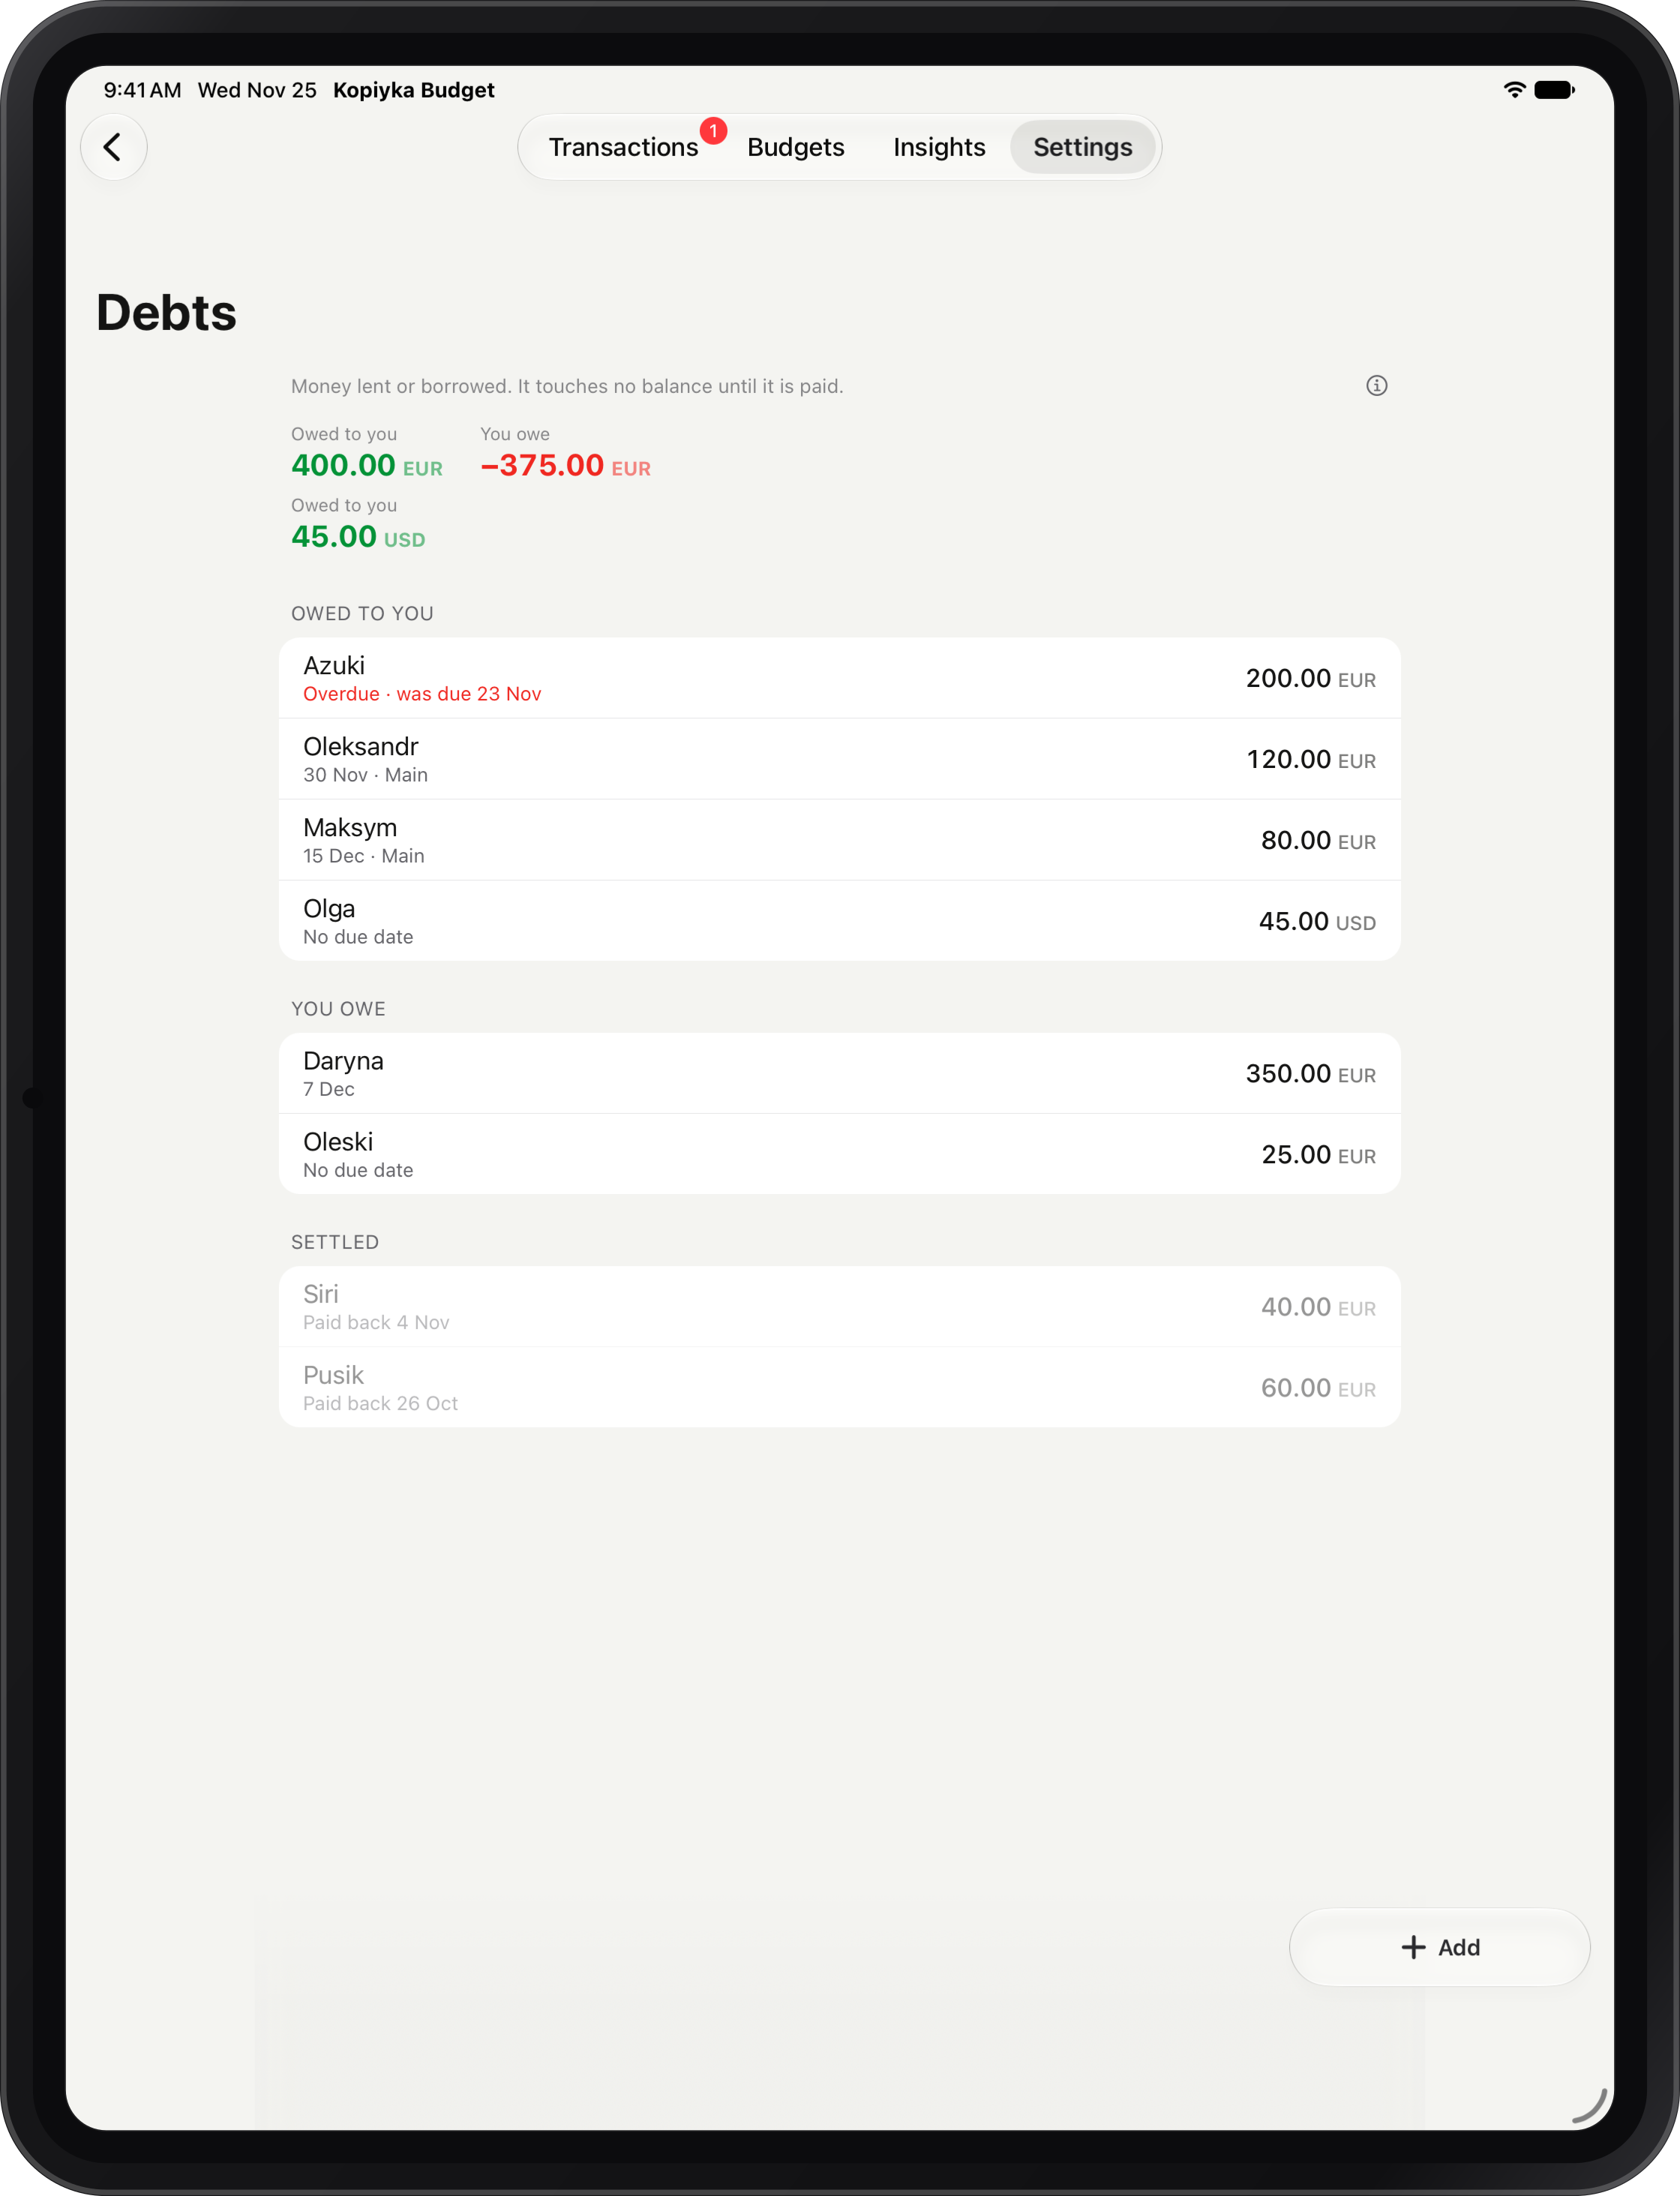 9:41 AM Wed Nov 25 Kopiyka Budget
Transactions 1 Budgets Insights Settings
Debts
Money lent or borrowed. It touches no balance until it is paid.
Owed to you You owe
400.00 EUR –375.00 EUR
Owed to you
45.00 USD
OWED TO YOU
Azuki
Overdue · was due 23 Nov
200.00 EUR
Oleksandr
30 Nov · Main
120.00 EUR
Maksym
15 Dec · Main
80.00 EUR
Olga
No due date
45.00 USD
YOU OWE
Daryna
7 Dec
350.00 EUR
Oleski
No due date
25.00 EUR
SETTLED
Siri
Paid back 4 Nov
40.00 EUR
Pusik
Paid back 26 Oct
60.00 EUR
+ Add